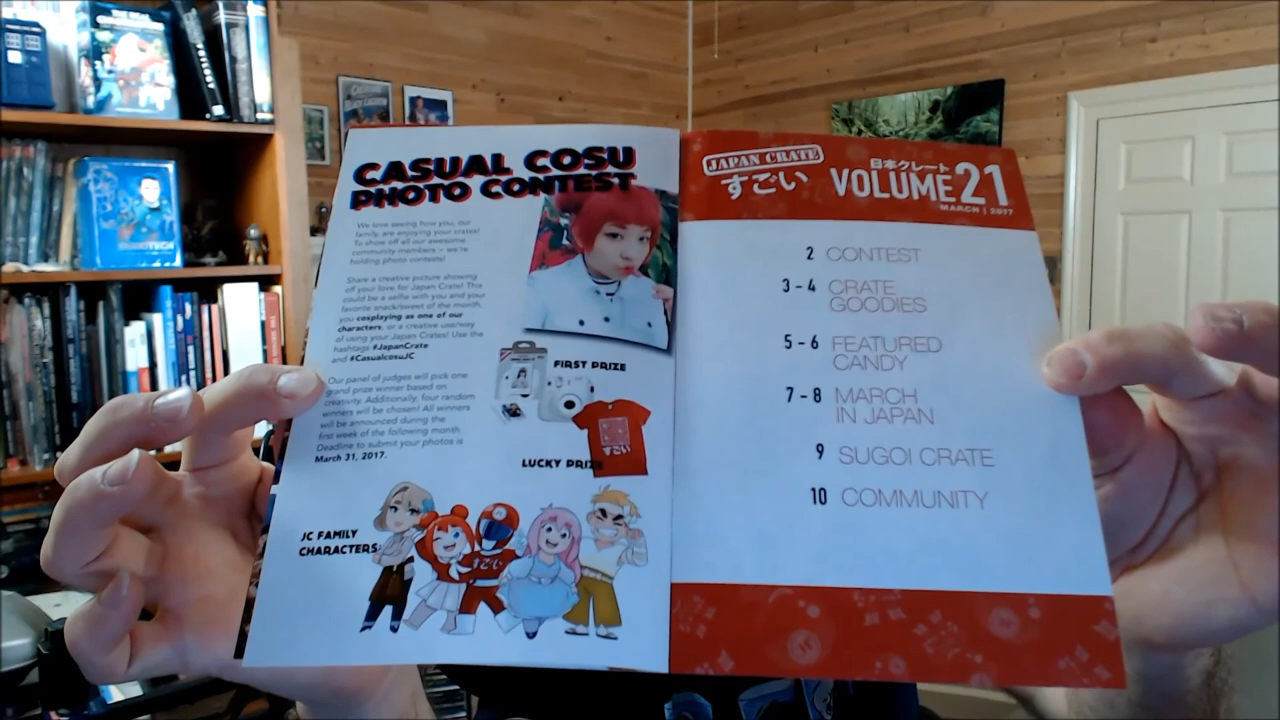 CASUAL COSU
PHOTO CONTEST
We love seeing how you, our
family, are enjoying your crates!
To show off all our awesome
community members – we're
holding photo contests!
Share a creative picture showing
off your love for Japan Crate! This
could be a selfie with you and your
favorite snack/sweet of the month,
you cosplaying as one of our
characters, or a creative use/way
of using your Japan Crates! Use the
hashtags #JapanCrate
and #CasualcosuJC
Our panel of judges will pick one
grand prize winner based on
creativity. Additionally, four random
winners will be chosen! All winners
will be announced during the
first week of the following month.
Deadline to submit your photos is
March 31, 2017.
FIRST PRIZE
すごい
LUCKY PRIZE
JC FAMILY
CHARACTERS
すごい
JAPAN CRATE
すごい
日本クレート
VOLUME 21
MARCH | 2017
2 CONTEST
3 - 4 CRATE
GOODIES
5 - 6 FEATURED
CANDY
7 - 8 MARCH
IN JAPAN
9 SUGOI CRATE
10 COMMUNITY